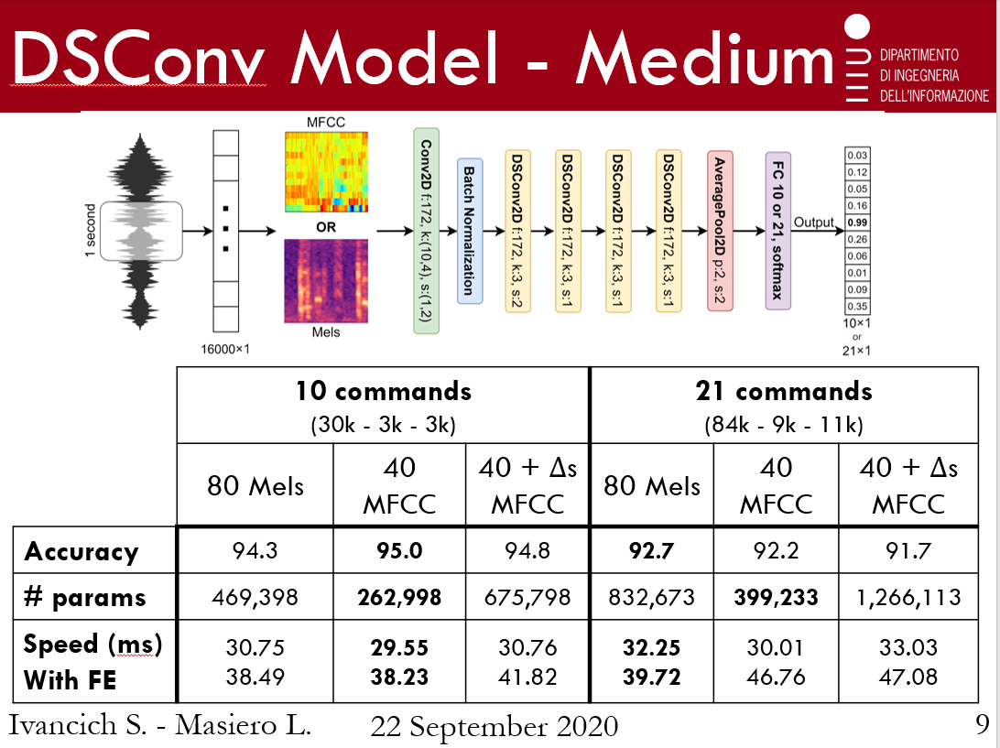 DSConv Model - Medium
DIPARTIMENTO
DI INGEGNERIA
DELL'INFORMAZIONE
1 second
16000×1
MFCC
OR
Mels
Conv2D f:172, k:(10,4), s:(1,2)
Batch Normalization
DSConv2D f:172, k:3, s:2
DSConv2D f:172, k:3, s:1
DSConv2D f:172, k:3, s:1
DSConv2D f:172, k:3, s:1
AveragePool2D p:2, s:2
FC 10 or 21, softmax
Output
0.03
0.12
0.05
0.16
0.99
0.26
0.06
0.01
0.09
0.35
10×1
or
21×1
10 commands 21 commands
(30k - 3k - 3k) (84k - 9k - 11k)
80 Mels 40 MFCC 40 + Δs MFCC 80 Mels 40 MFCC 40 + Δs MFCC
Accuracy 94.3 95.0 94.8 92.7 92.2 91.7
# params 469,398 262,998 675,798 832,673 399,233 1,266,113
Speed (ms) 30.75 29.55 30.76 32.25 30.01 33.03
With FE 38.49 38.23 41.82 39.72 46.76 47.08
Ivancich S. - Masiero L. 22 September 2020 9